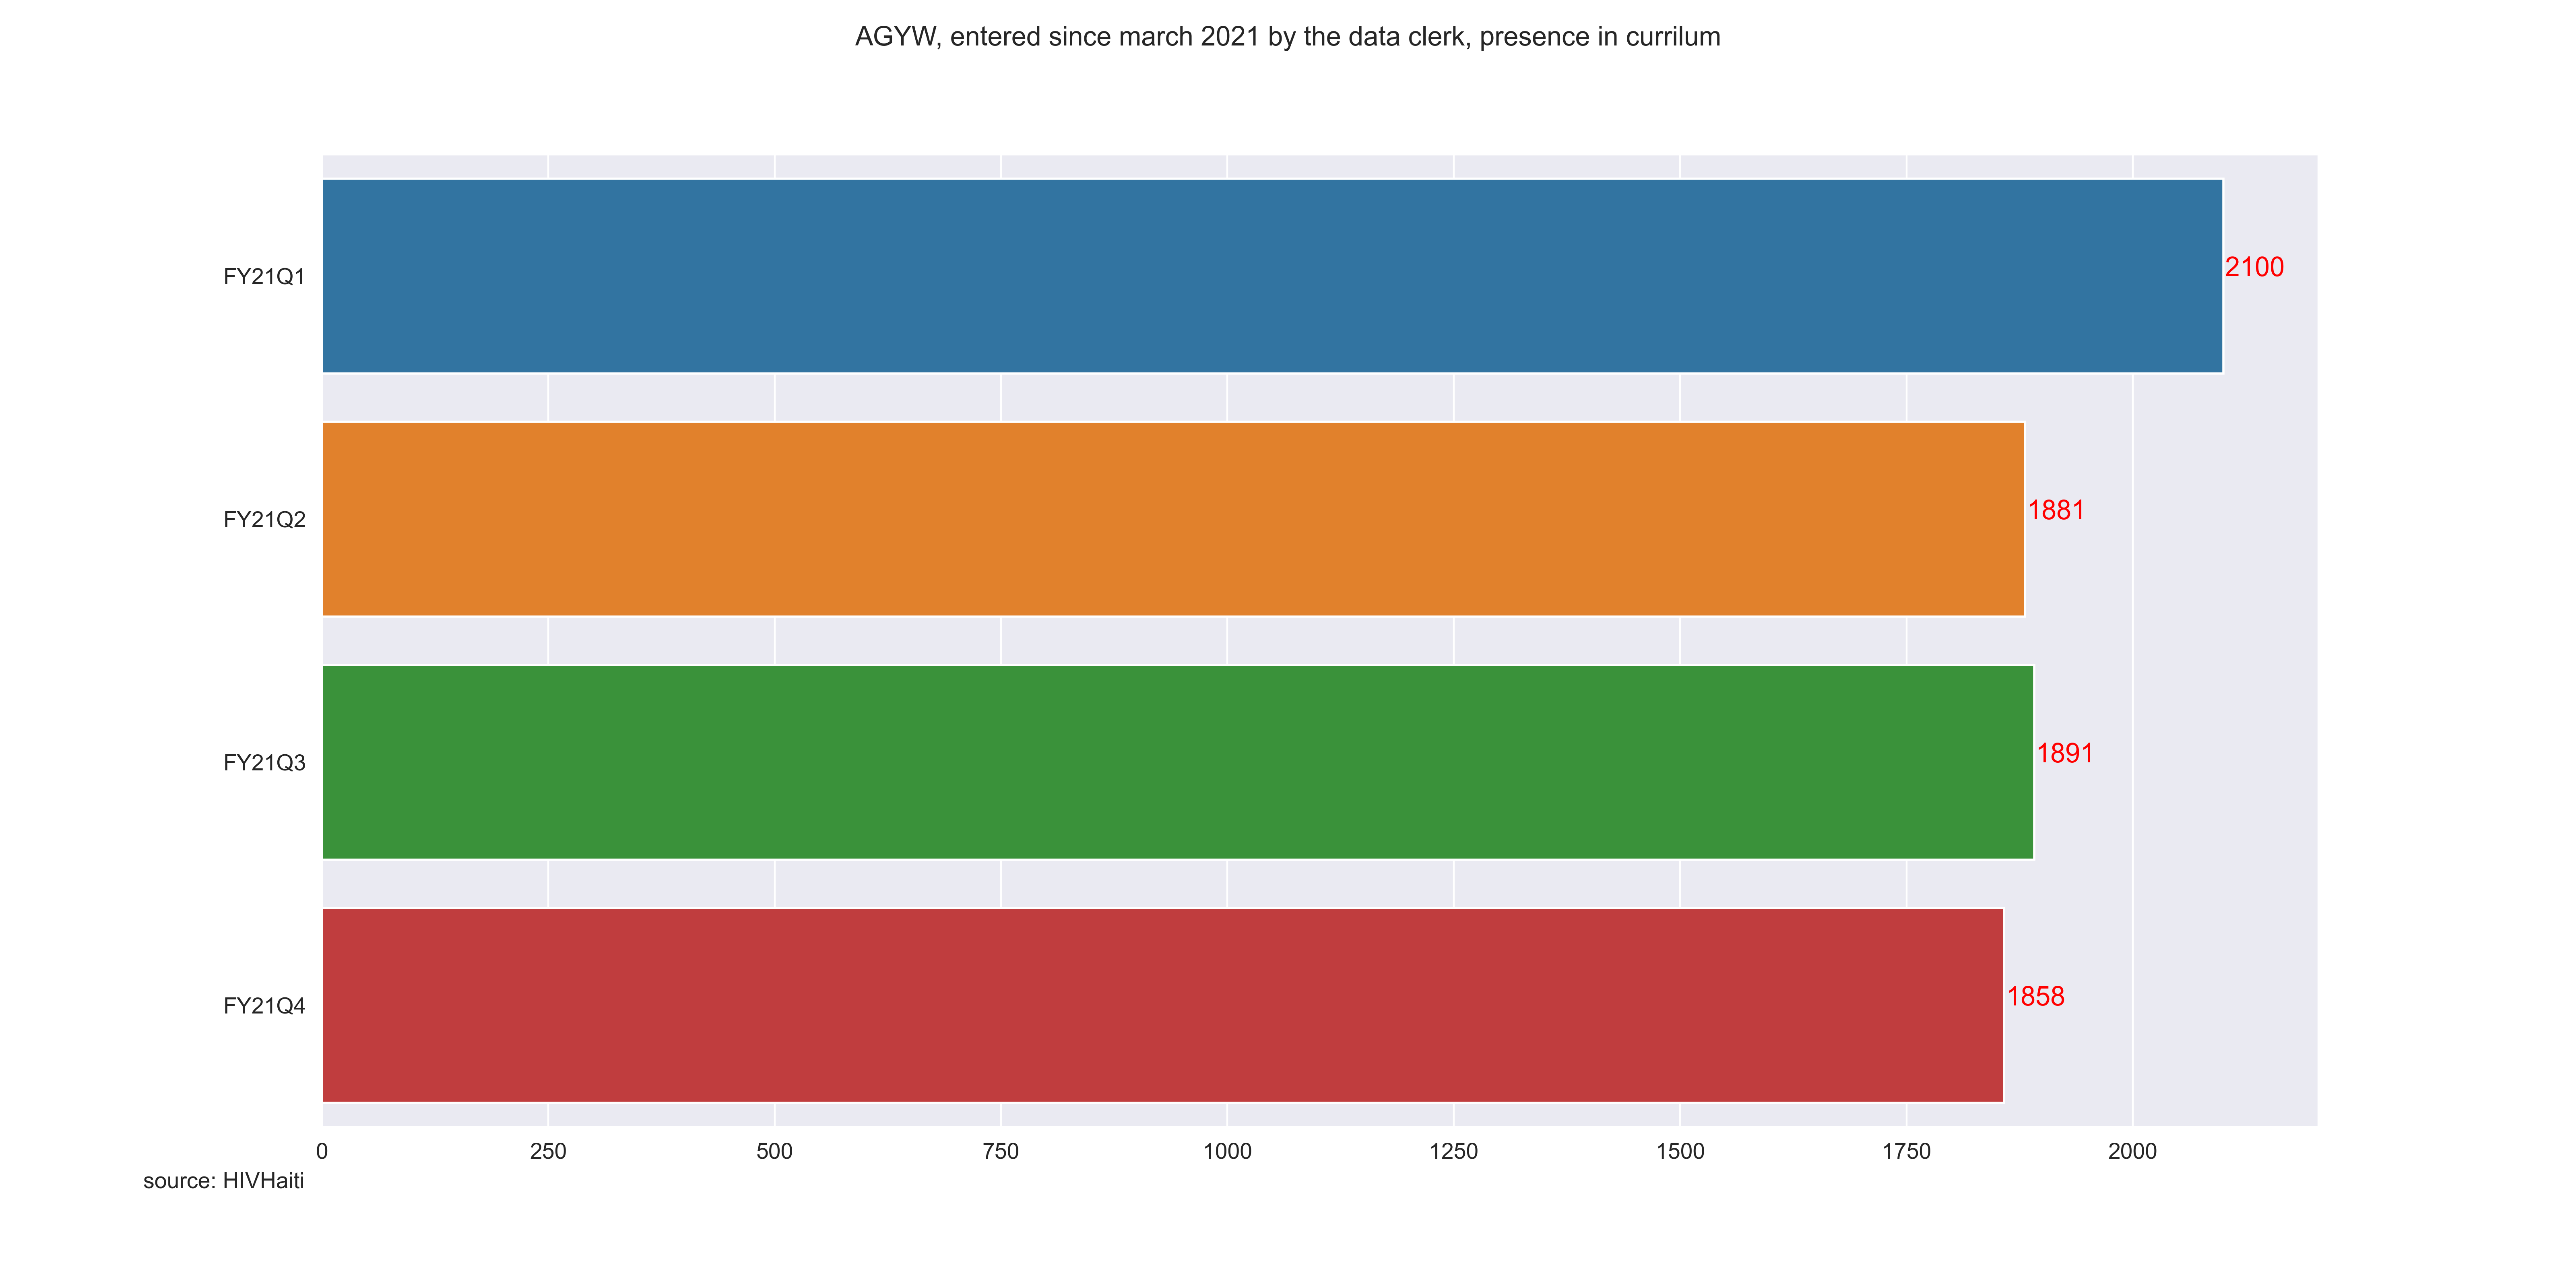 AGYW, entered since march 2021 by the data clerk, presence in currilum
FY21Q1
2100
FY21Q2
1881
FY21Q3
1891
FY21Q4
1858
0 250 500 750 1000 1250 1500 1750 2000
source: HIVHaiti